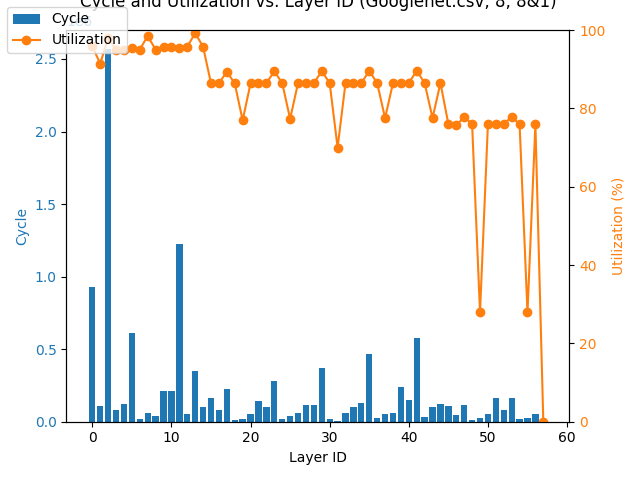 Cycle and Utilization vs. Layer ID (Googlenet.csv, 8, 8&1)
Cycle
Utilization
2.5
2.0
1.5
1.0
0.5
0.0
Cycle
100
80
60
40
20
0
Utilization (%)
0 10 20 30 40 50 60
Layer ID